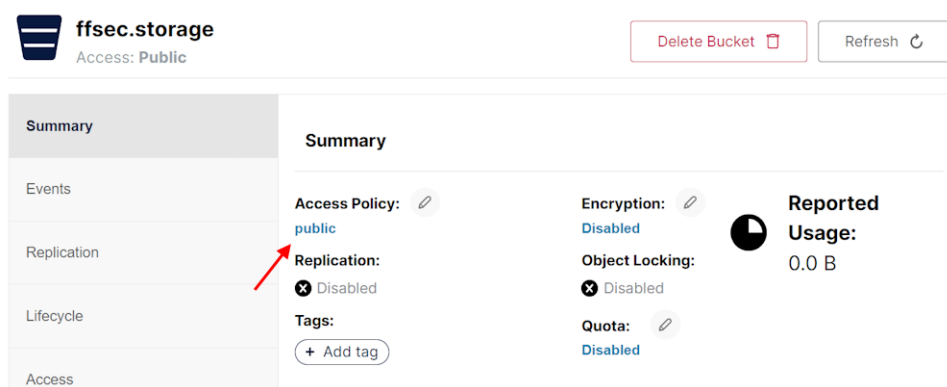 ffsec.storage
Access: Public
Delete Bucket
Refresh
Summary
Events
Replication
Lifecycle
Access
Summary
Access Policy:
public
Replication:
Disabled
Tags:
+ Add tag
Encryption:
Disabled
Object Locking:
Disabled
Quota:
Disabled
Reported
Usage:
0.0 B